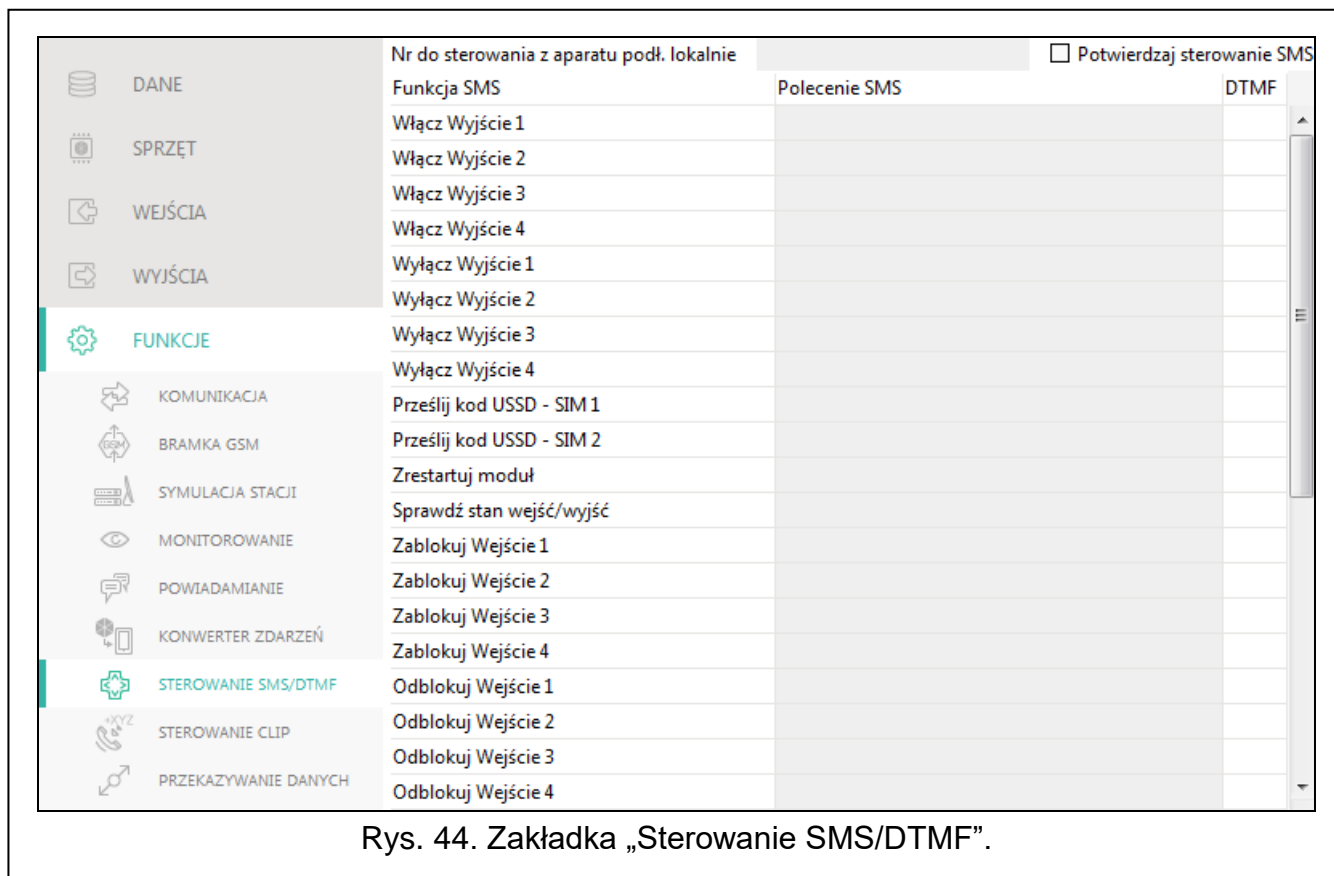 DANE
SPRZĘT
WEJŚCIA
WYJŚCIA
FUNKCJE
KOMUNIKACJA
GSM
BRAMKA GSM
SYMULACJA STACJI
MONITOROWANIE
POWIADAMIANIE
KONWERTER ZDARZEŃ
STEROWANIE SMS/DTMF
+XYZ
STEROWANIE CLIP
PRZEKAZYWANIE DANYCH
Nr do sterowania z aparatu podł. lokalnie
Potwierdzaj sterowanie SMS
Funkcja SMS Polecenie SMS DTMF
Włącz Wyjście 1
Włącz Wyjście 2
Włącz Wyjście 3
Włącz Wyjście 4
Wyłącz Wyjście 1
Wyłącz Wyjście 2
Wyłącz Wyjście 3
Wyłącz Wyjście 4
Prześlij kod USSD - SIM 1
Prześlij kod USSD - SIM 2
Zrestartuj moduł
Sprawdź stan wejść/wyjść
Zablokuj Wejście 1
Zablokuj Wejście 2
Zablokuj Wejście 3
Zablokuj Wejście 4
Odblokuj Wejście 1
Odblokuj Wejście 2
Odblokuj Wejście 3
Odblokuj Wejście 4
Rys. 44. Zakładka „Sterowanie SMS/DTMF”.